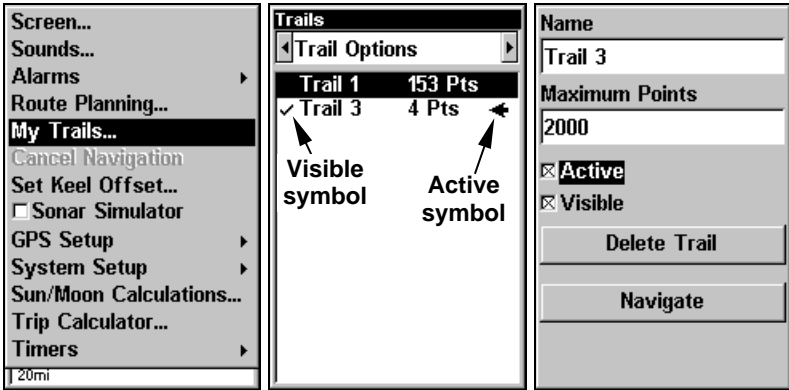 Screen...
Sounds...
Alarms
Route Planning...
My Trails...
Cancel Navigation
Set Keel Offset...
Sonar Simulator
GPS Setup
System Setup
Sun/Moon Calculations...
Trip Calculator...
Timers
20mi
Trails
Trail Options
Trail 1 153 Pts
Trail 3 4 Pts
Visible symbol
Active symbol
Name
Trail 3
Maximum Points
2000
Active
Visible
Delete Trail
Navigate